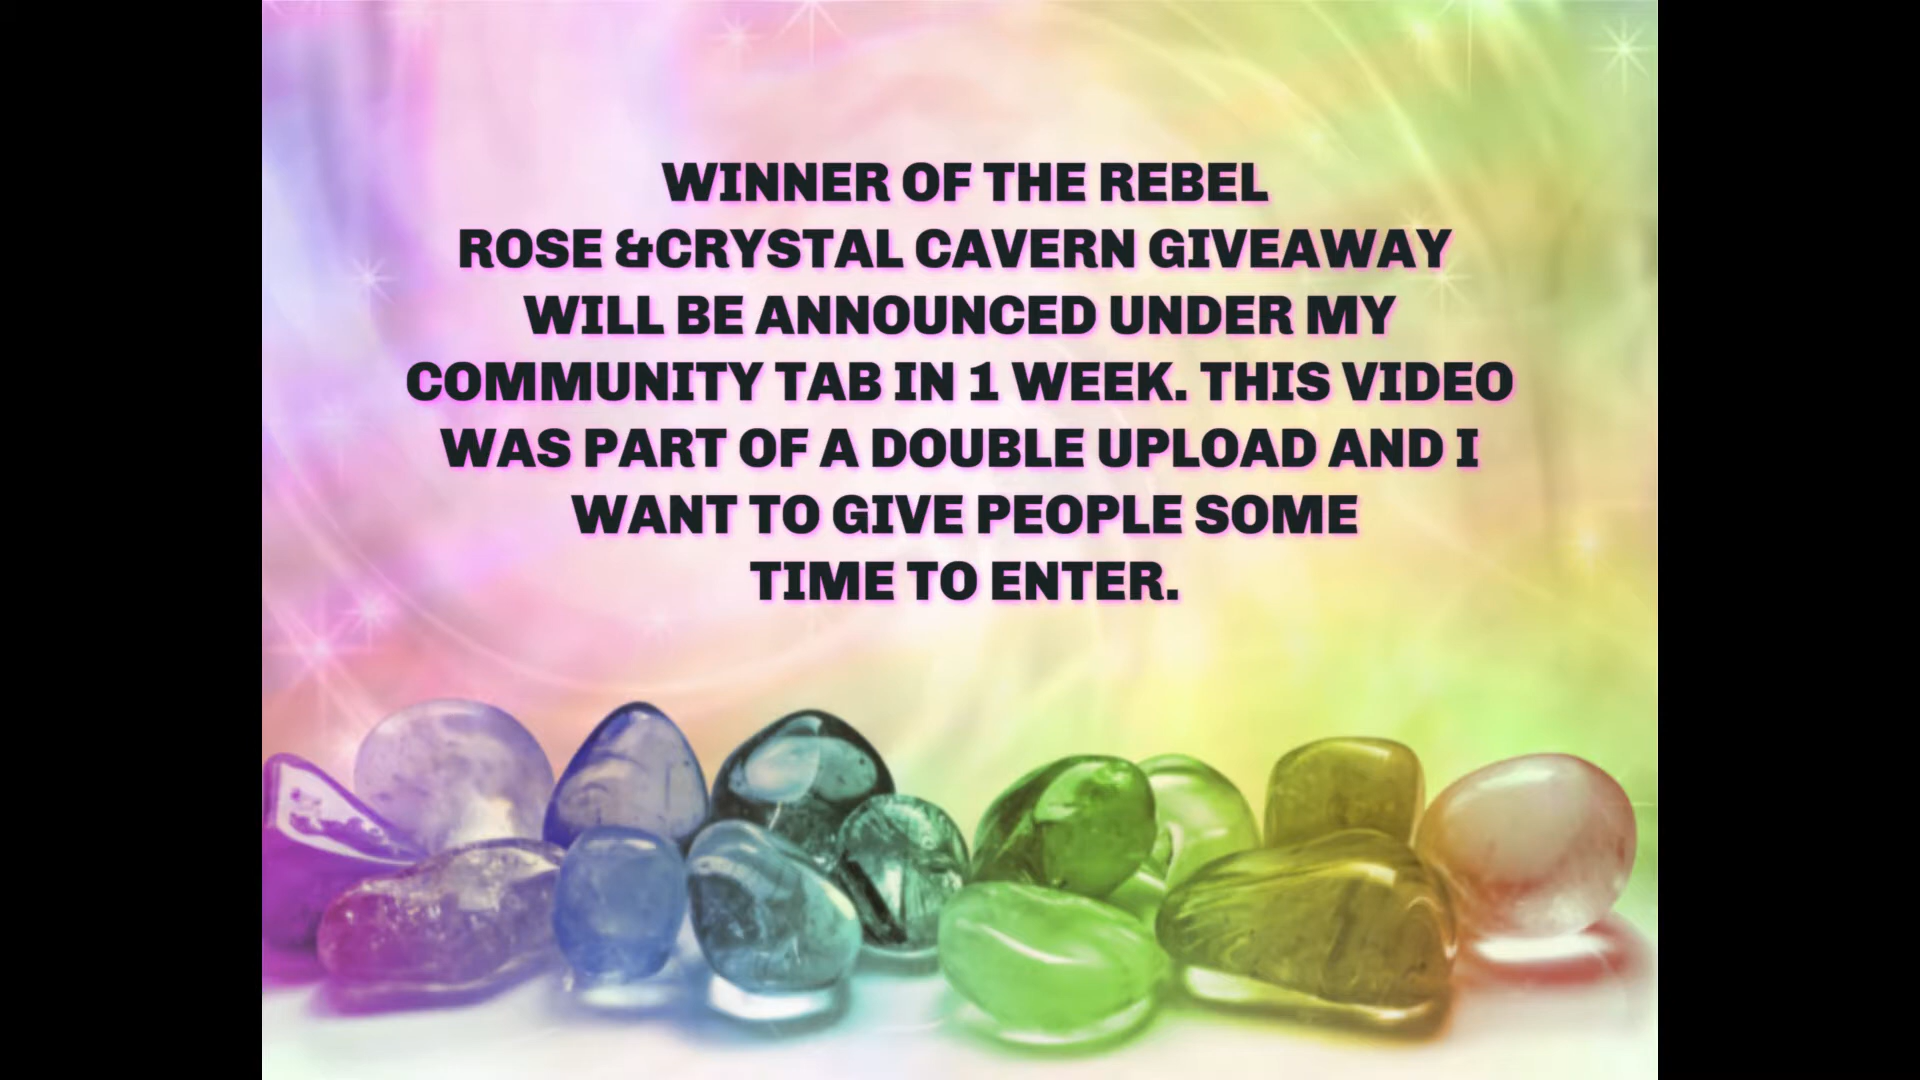 WINNER OF THE REBEL
ROSE &CRYSTAL CAVERN GIVEAWAY
WILL BE ANNOUNCED UNDER MY
COMMUNITY TAB IN 1 WEEK. THIS VIDEO
WAS PART OF A DOUBLE UPLOAD AND I
WANT TO GIVE PEOPLE SOME
TIME TO ENTER.